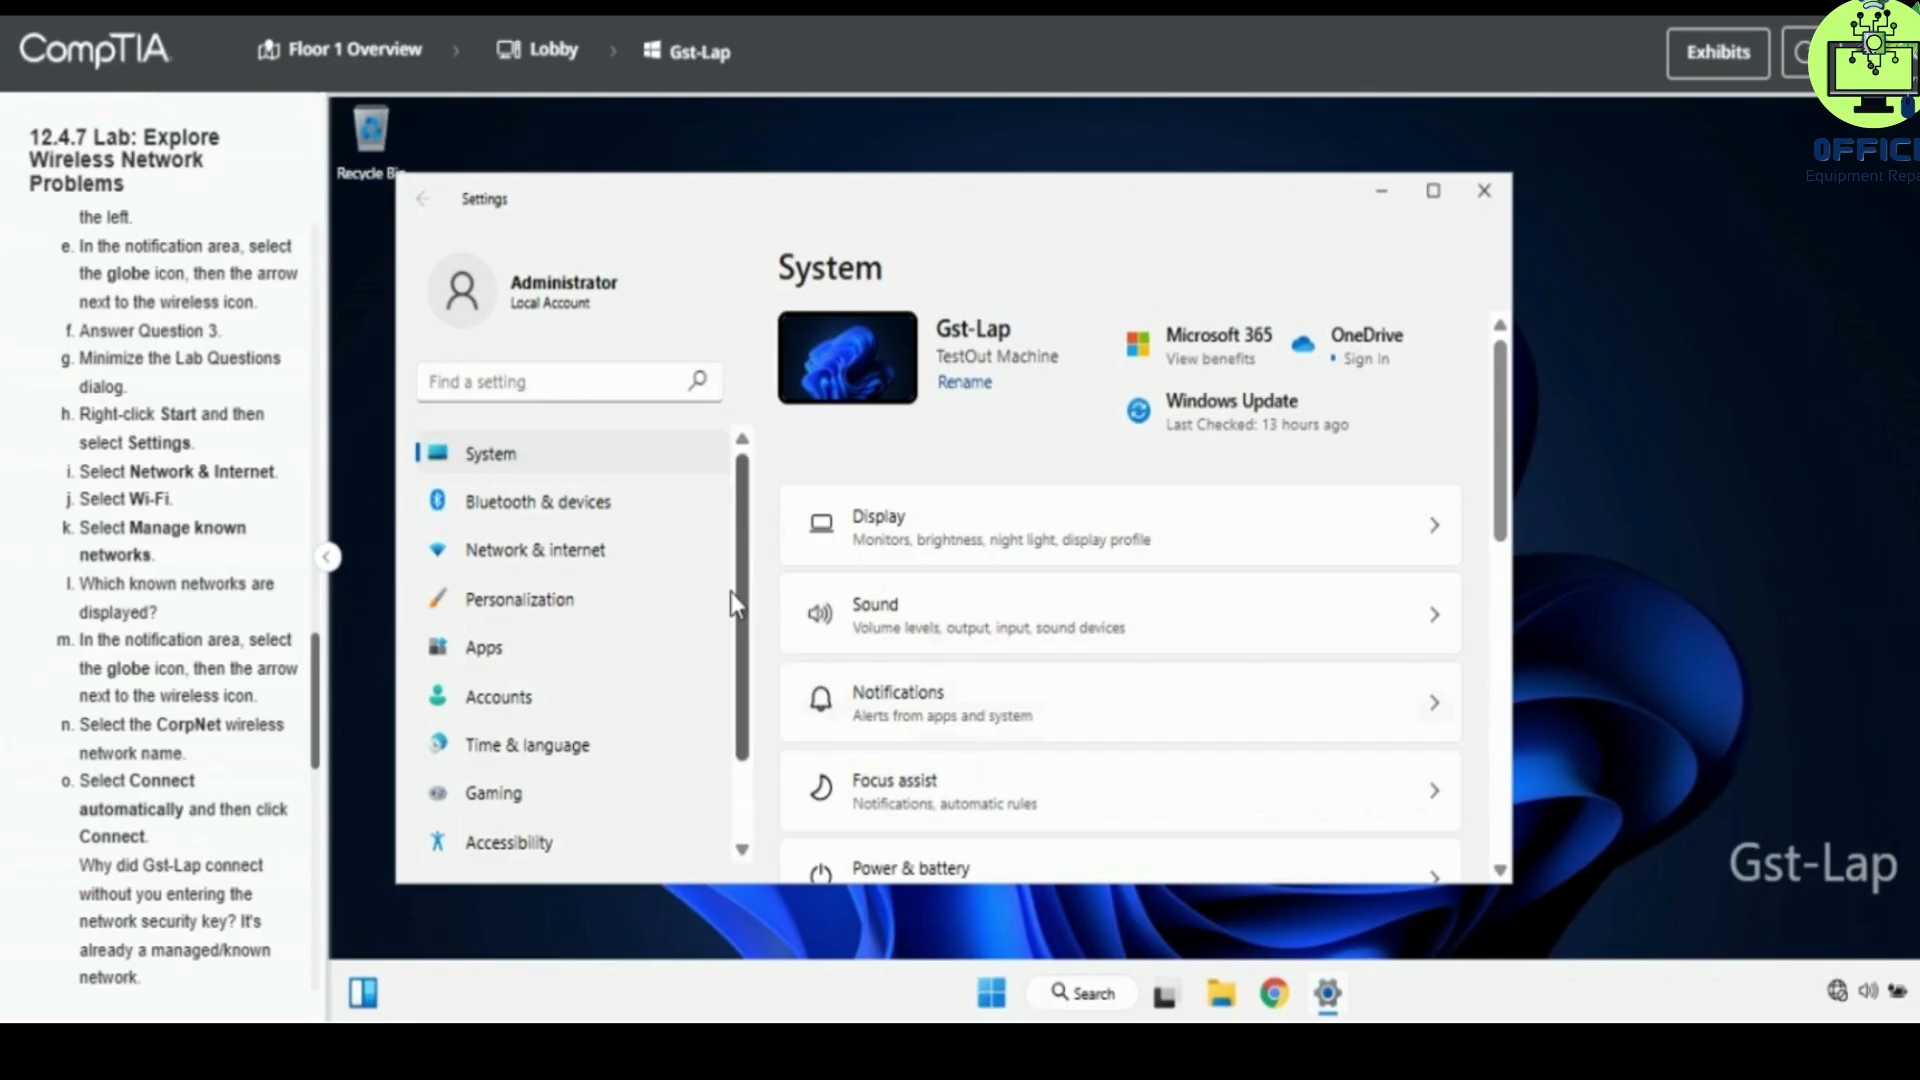 CompTIA
Floor 1 Overview
Lobby
Gst-Lap
Exhibits
OFFIC
Equipment Repa
12.4.7 Lab: Explore
Wireless Network
Problems
the left.
e. In the notification area, select
the globe icon, then the arrow
next to the wireless icon.
f. Answer Question 3.
g. Minimize the Lab Questions
dialog.
h. Right-click Start and then
select Settings.
i. Select Network & Internet.
j. Select Wi-Fi.
k. Select Manage known
networks.
l. Which known networks are
displayed?
m. In the notification area, select
the globe icon, then the arrow
next to the wireless icon.
n. Select the CorpNet wireless
network name.
o. Select Connect
automatically and then click
Connect.
Why did Gst-Lap connect
without you entering the
network security key? It's
already a managed/known
network.
Recycle Bi
Settings
Administrator
Local Account
Find a setting
System
Bluetooth & devices
Network & internet
Personalization
Apps
Accounts
Time & language
Gaming
Accessibility
System
Gst-Lap
TestOut Machine
Rename
Microsoft 365
View benefits
OneDrive
• Sign In
Windows Update
Last Checked: 13 hours ago
Display
Monitors, brightness, night light, display profile
Sound
Volume levels, output, input, sound devices
Notifications
Alerts from apps and system
Focus assist
Notifications, automatic rules
Power & battery
Gst-Lap
Search